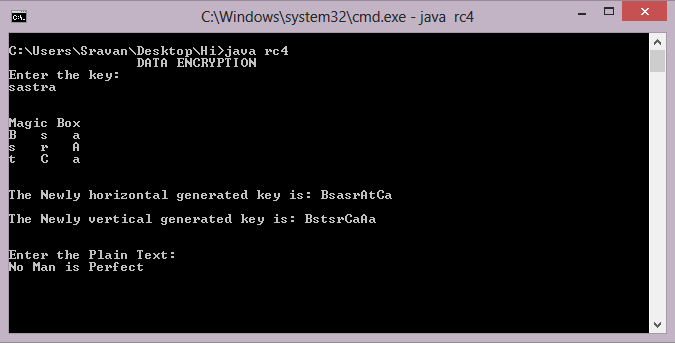 C:\Windows\system32\cmd.exe - java rc4
C:\Users\Sravan\Desktop\Hi>java rc4
DATA ENCRYPTION
Enter the key:
sastra
Magic Box
B s a
s r A
t C a
The Newly horizontal generated key is: BsasrAtCa
The Newly vertical generated key is: BstsrCaAa
Enter the Plain Text:
No Man is Perfect